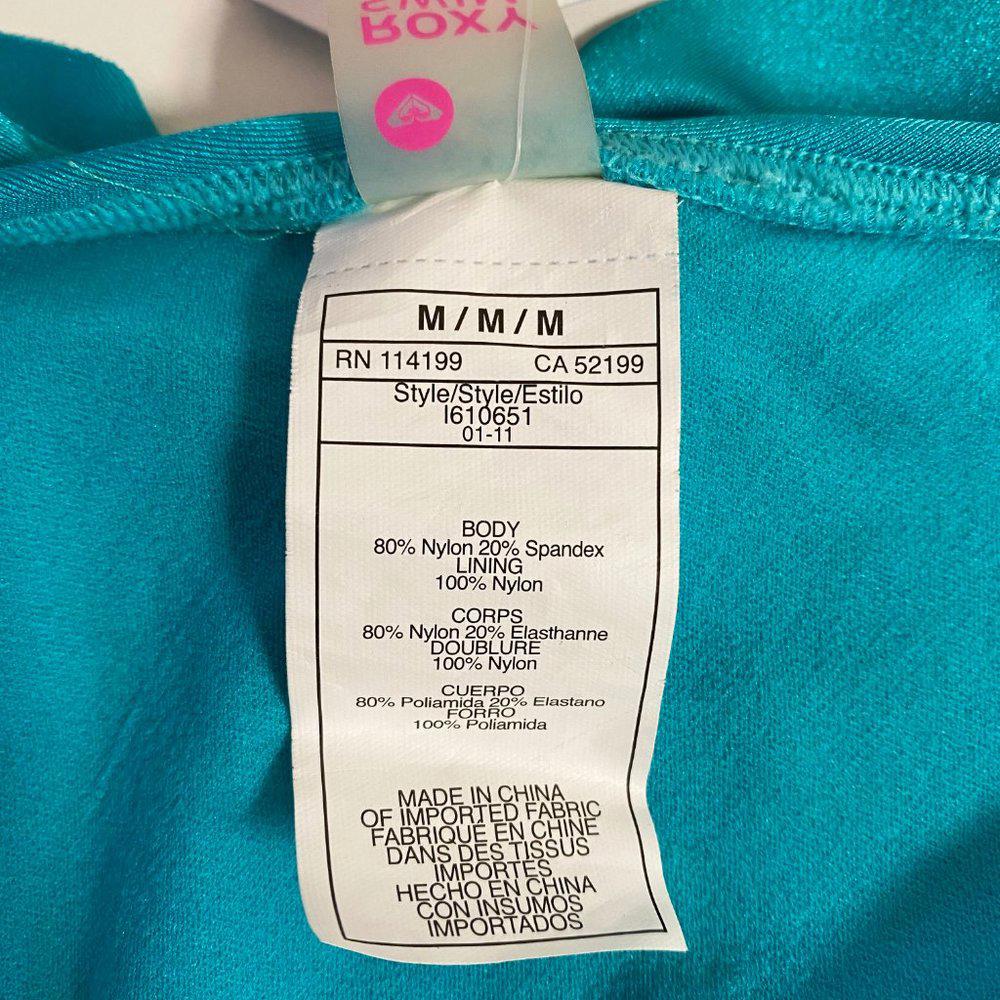 ROXY
SWIM
M / M / M
RN 114199 CA 52199
Style/Style/Estilo
I610651
01-11
BODY
80% Nylon 20% Spandex
LINING
100% Nylon
CORPS
80% Nylon 20% Elasthanne
DOUBLURE
100% Nylon
CUERPO
80% Poliamida 20% Elastano
FORRO
100% Poliamida
MADE IN CHINA
OF IMPORTED FABRIC
FABRIQUÉ EN CHINE
DANS DES TISSUS
IMPORTÉS
HECHO EN CHINA
CON INSUMOS
IMPORTADOS